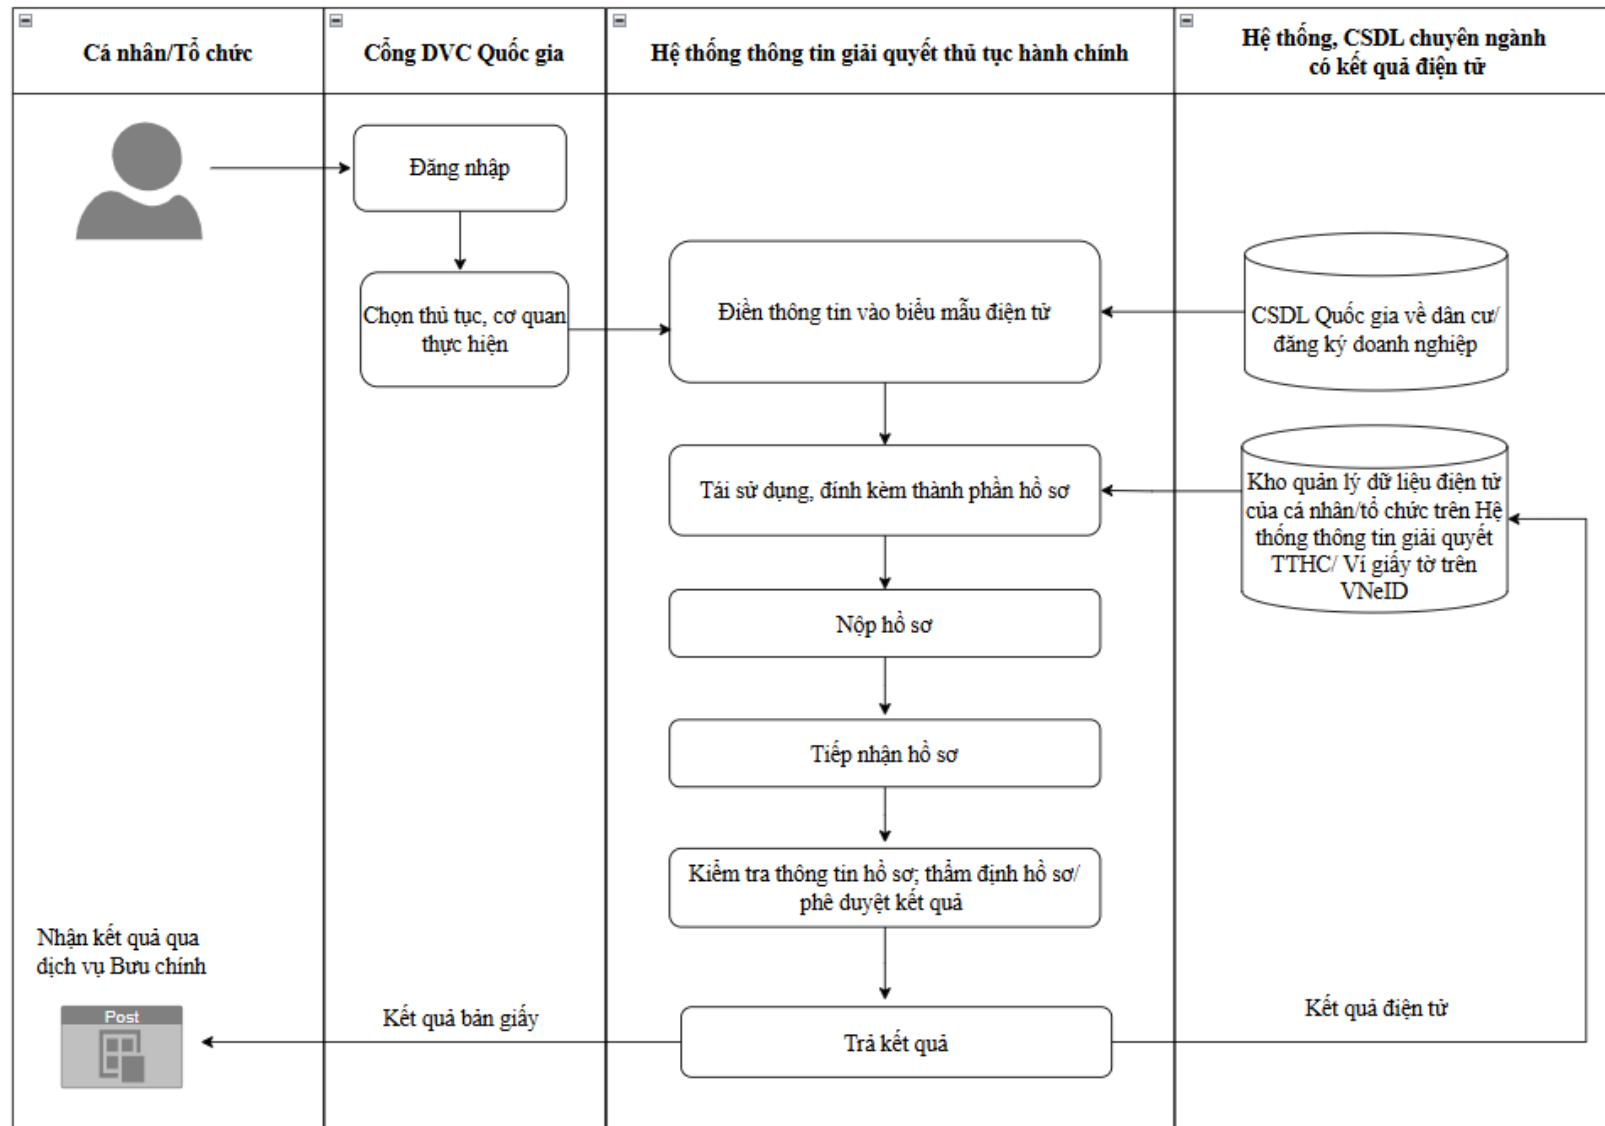 Cá nhân/Tổ chức
Cổng DVC Quốc gia
Hệ thống thông tin giải quyết thủ tục hành chính
Hệ thống, CSDL chuyên ngành
có kết quả điện tử
Đăng nhập
Chọn thủ tục, cơ quan
thực hiện
Điền thông tin vào biểu mẫu điện tử
CSDL Quốc gia về dân cư/
đăng ký doanh nghiệp
Tái sử dụng, đính kèm thành phần hồ sơ
Kho quản lý dữ liệu điện tử
của cá nhân/tổ chức trên Hệ
thống thông tin giải quyết
TTHC/ Ví giấy tờ trên
VNeID
Nộp hồ sơ
Tiếp nhận hồ sơ
Kiểm tra thông tin hồ sơ; thẩm định hồ sơ/
phê duyệt kết quả
Nhận kết quả qua
dịch vụ Bưu chính
Post
Kết quả bản giấy
Trả kết quả
Kết quả điện tử